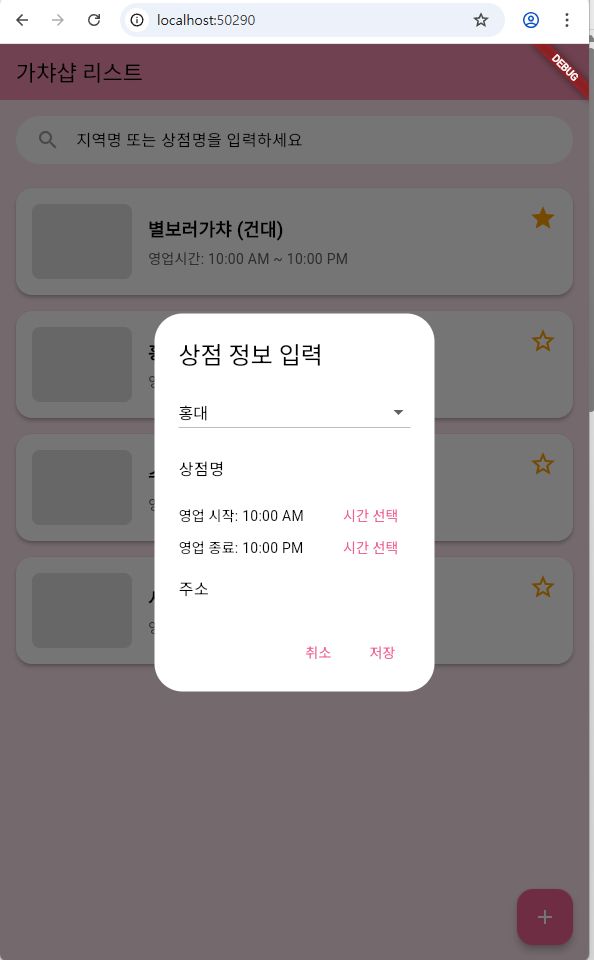 localhost:50290
가챠샵 리스트
DEBUG
지역명 또는 상점명을 입력하세요
별보러가챠 (건대)
영업시간: 10:00 AM ~ 10:00 PM
상점 정보 입력
홍대
상점명
영업 시작: 10:00 AM 시간 선택
영업 종료: 10:00 PM 시간 선택
주소
취소 저장